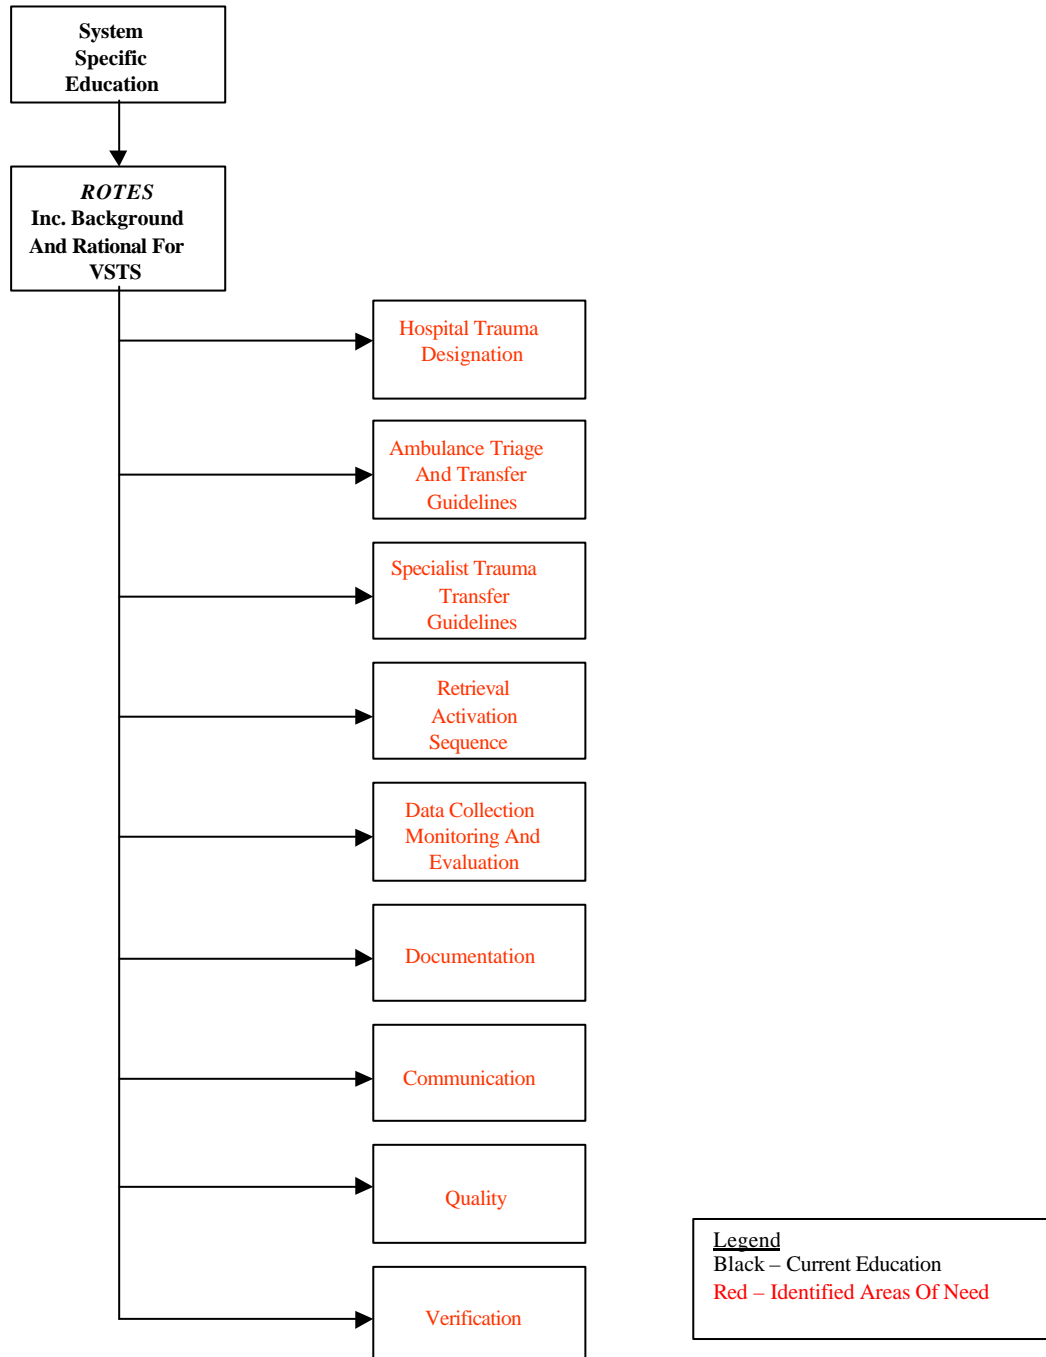 System
Specific
Education
ROTES
Inc. Background
And Rational For
VSTS
Hospital Trauma
Designation
Ambulance Triage
And Transfer
Guidelines
Specialist Trauma
Transfer
Guidelines
Retrieval
Activation
Sequence
Data Collection
Monitoring And
Evaluation
Documentation
Communication
Quality
Verification
Legend
Black – Current Education
Red – Identified Areas Of Need